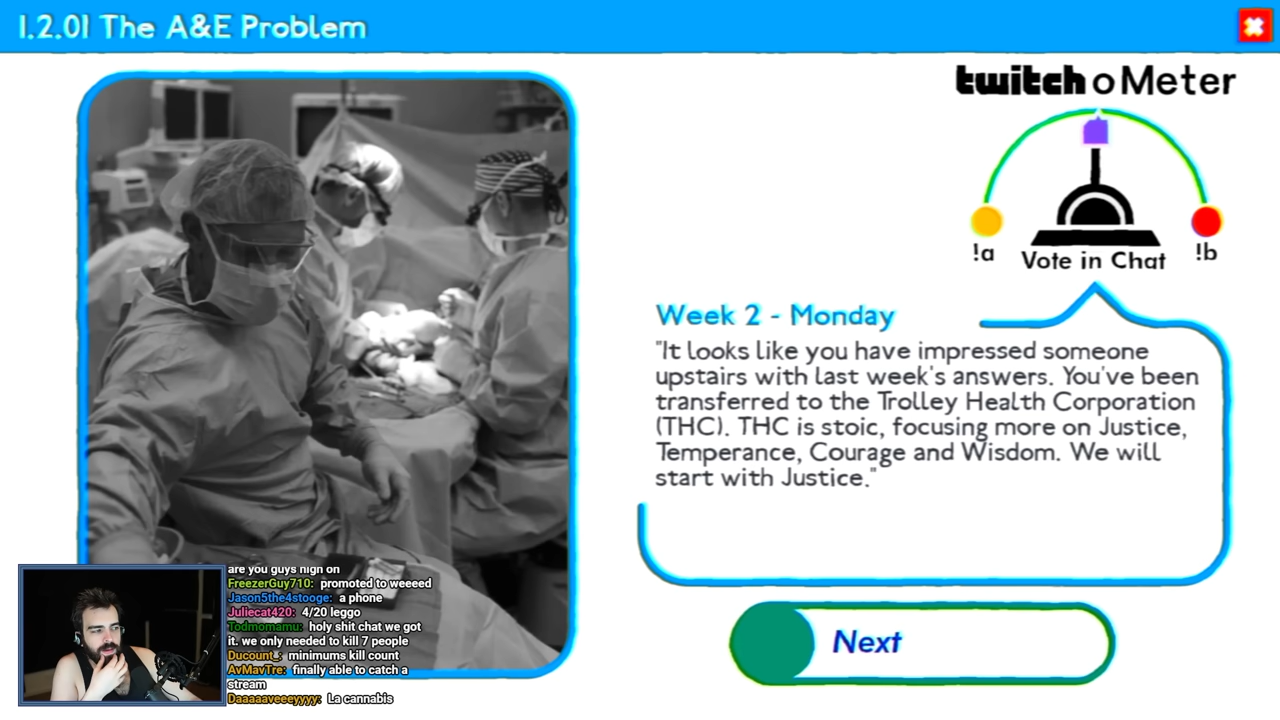 1.2.01 The A&E Problem
twitch o Meter
!a
Vote in Chat
!b
Week 2 - Monday
"It looks like you have impressed someone
upstairs with last week's answers. You've been
transferred to the Trolley Health Corporation
(THC). THC is stoic, focusing more on Justice,
Temperance, Courage and Wisdom. We will
start with Justice."
Next
are you guys high on
FreezerGuy710: promoted to weeeed
Jason5the4stooge: a phone
Juliecat420: 4/20 leggo
Todmomamu: holy shit chat we got
it. we only needed to kill 7 people
Ducount_: minimums kill count
AvMavTre: finally able to catch a
stream
Daaaaaveeeyyyy: La cannabis